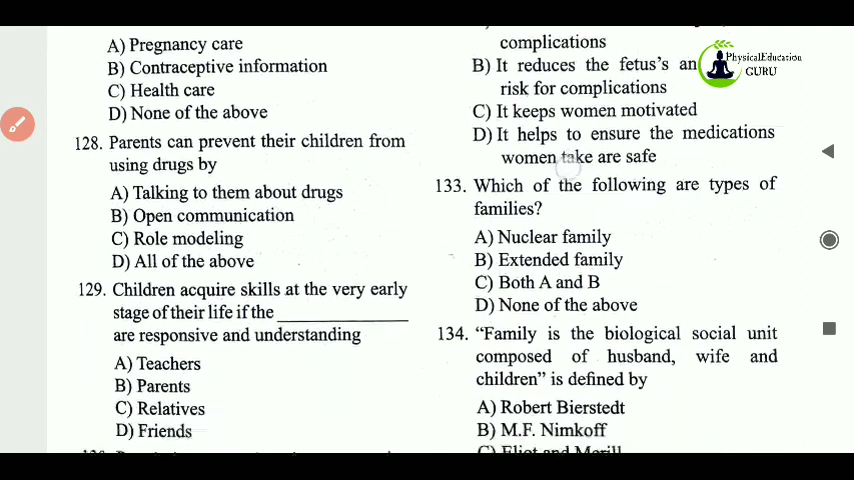 A) Pregnancy care
B) Contraceptive information
C) Health care
D) None of the above
128. Parents can prevent their children from
using drugs by
A) Talking to them about drugs
B) Open communication
C) Role modeling
D) All of the above
129. Children acquire skills at the very early
stage of their life if the ______________
are responsive and understanding
A) Teachers
B) Parents
C) Relatives
D) Friends
complications
B) It reduces the fetus's an
risk for complications
C) It keeps women motivated
D) It helps to ensure the medications
women take are safe
133. Which of the following are types of
families?
A) Nuclear family
B) Extended family
C) Both A and B
D) None of the above
134. “Family is the biological social unit
composed of husband, wife and
children” is defined by
A) Robert Bierstedt
B) M.F. Nimkoff
C) Eliot and Merill
PhysicalEducation
GURU